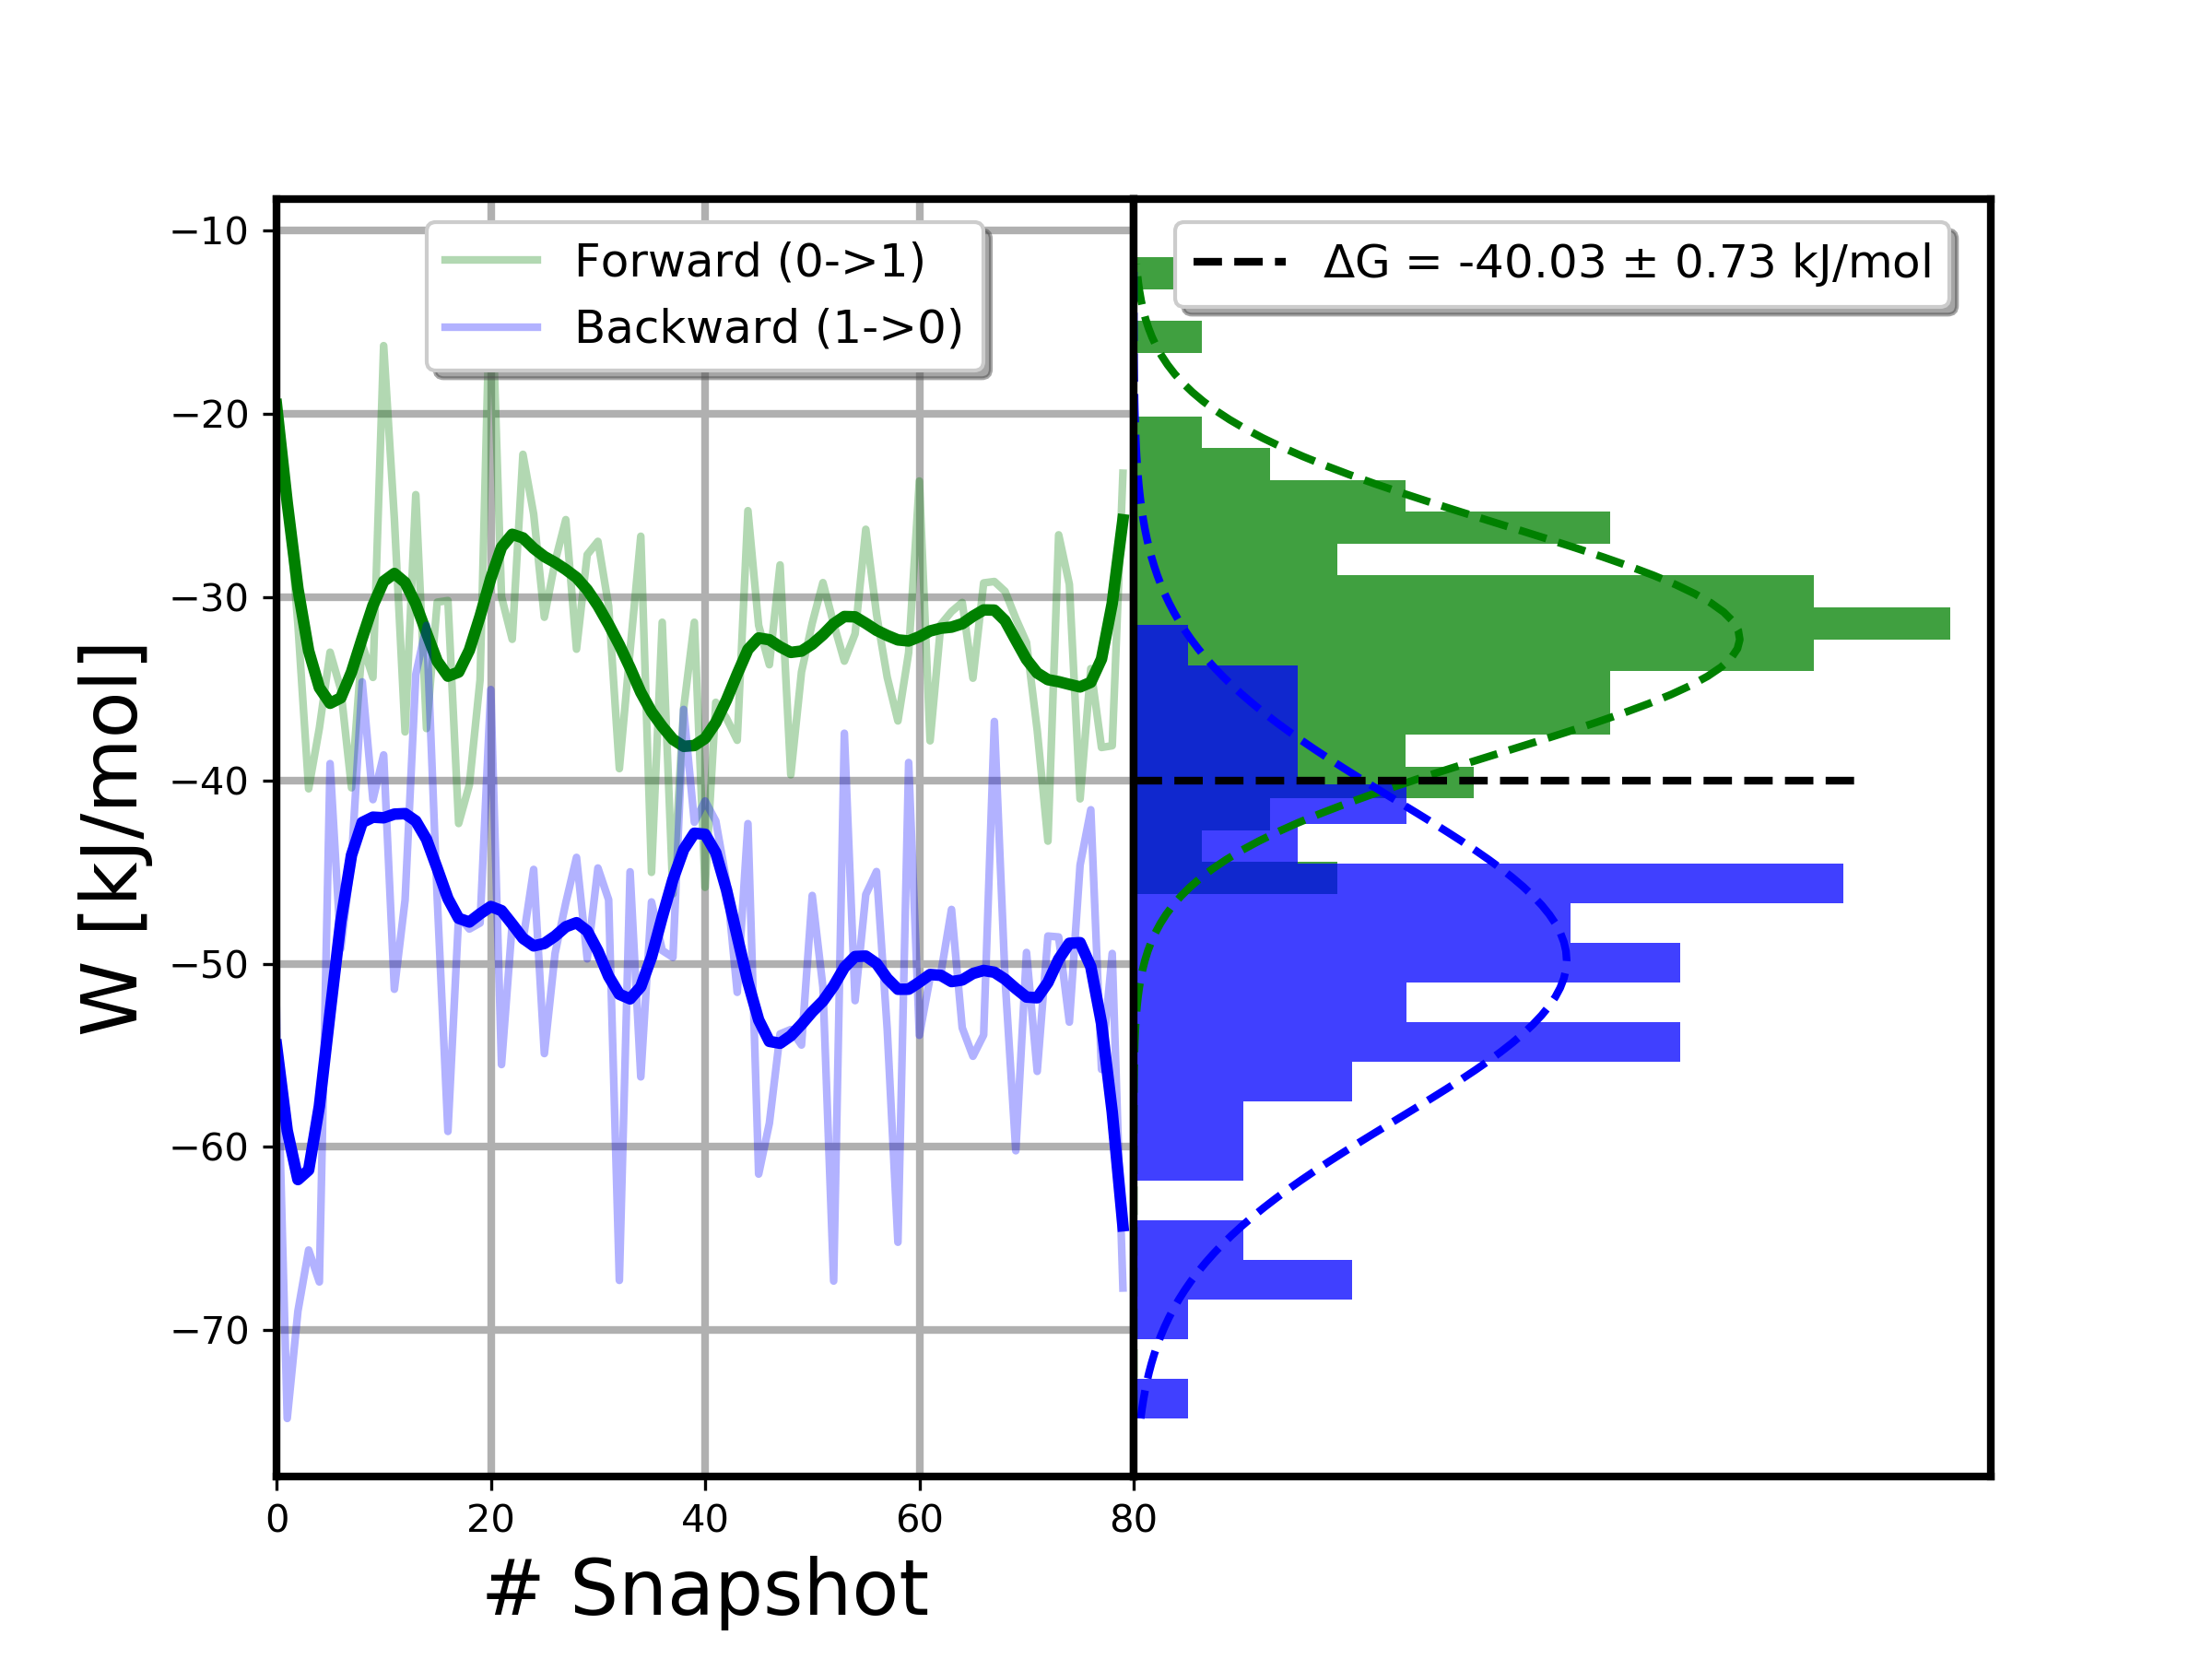 Forward (0->1)
Backward (1->0)
ΔG = -40.03 ± 0.73 kJ/mol
W [kJ/mol]
−10
−20
−30
−40
−50
−60
−70
0 20 40 60 80
# Snapshot